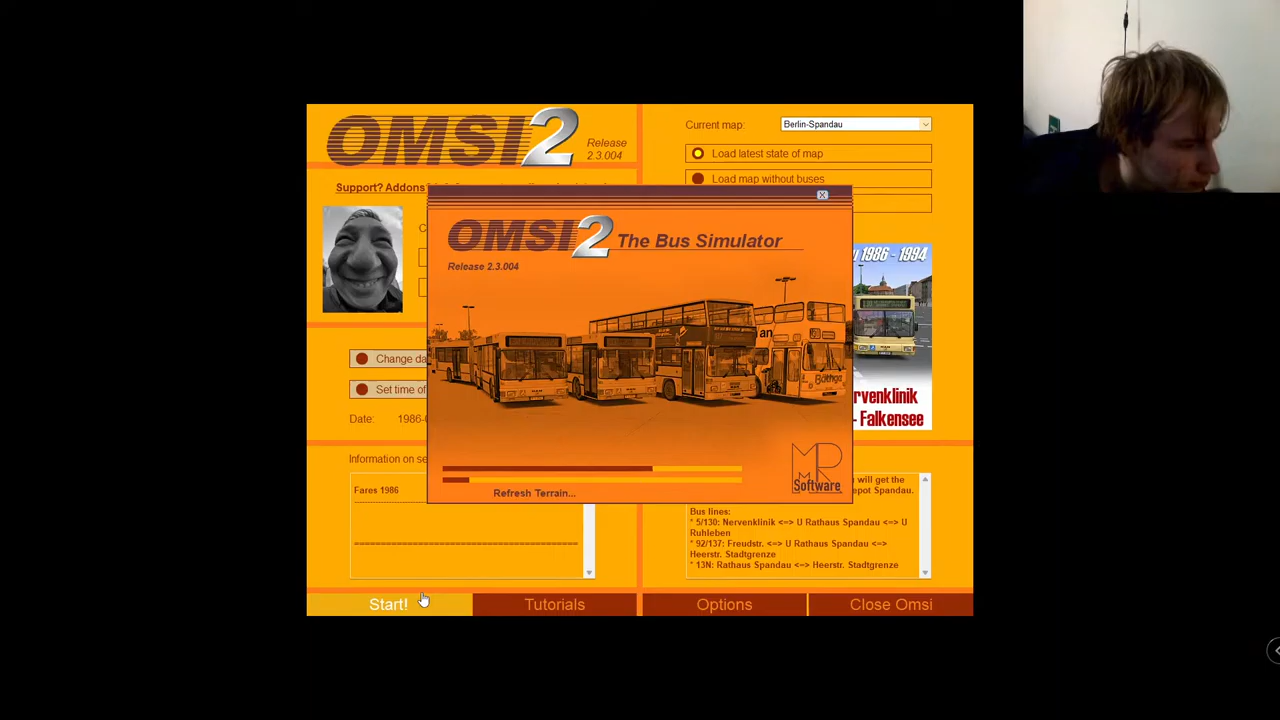 OMSI 2
Release
2.3.004
Support? Addons?
Current map:
Berlin-Spandau
Load latest state of map
Load map without buses
OMSI 2 The Bus Simulator
Release 2.3.004
1986 - 1994
Change da
Set time of
Date: 1986-
rvenklinik
- Falkensee
Software
Refresh Terrain...
Information on se
Fares 1986
will get the
epot Spandau.
Bus lines:
* 5/130: Nervenklinik <=> U Rathaus Spandau <=> U
Ruhleben
* 92/137: Freudstr. <=> U Rathaus Spandau <=>
Heerstr. Stadtgrenze
* 13N: Rathaus Spandau <=> Heerstr. Stadtgrenze
Start!
Tutorials
Options
Close Omsi